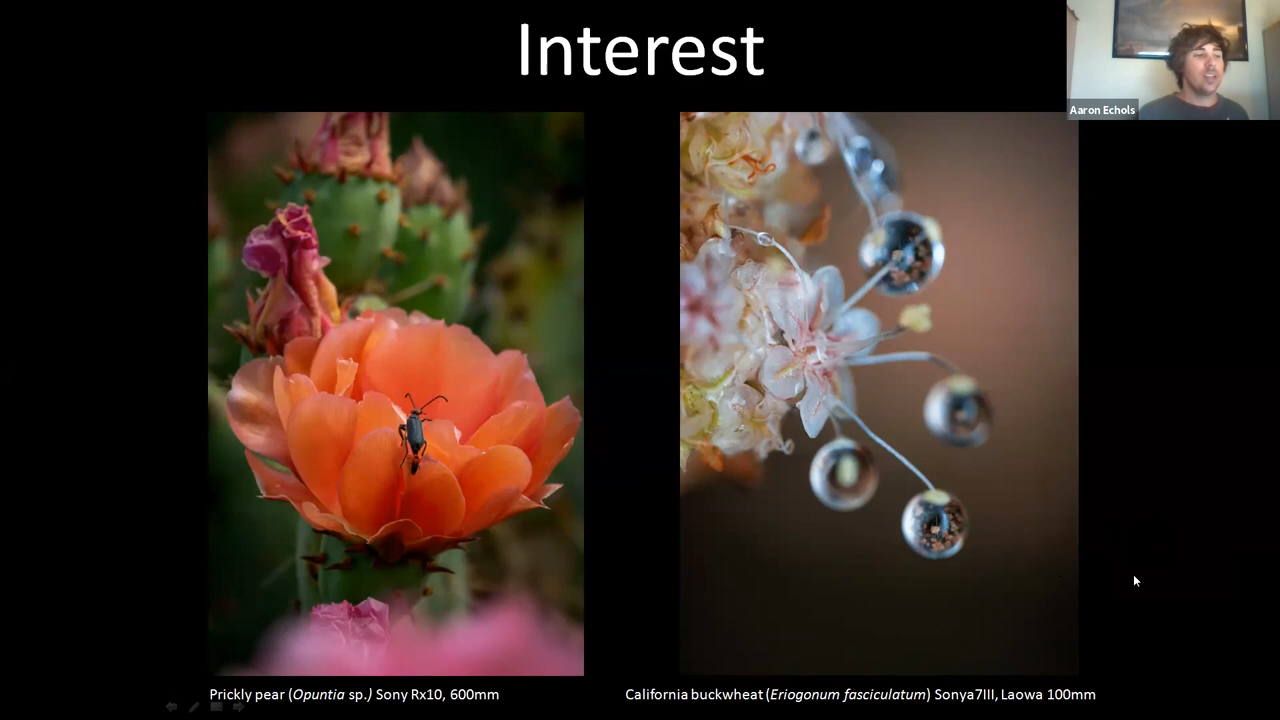 Interest
Aaron Echols
Prickly pear (Opuntia sp.) Sony Rx10, 600mm
California buckwheat (Eriogonum fasciculatum) Sonya7III, Laowa 100mm